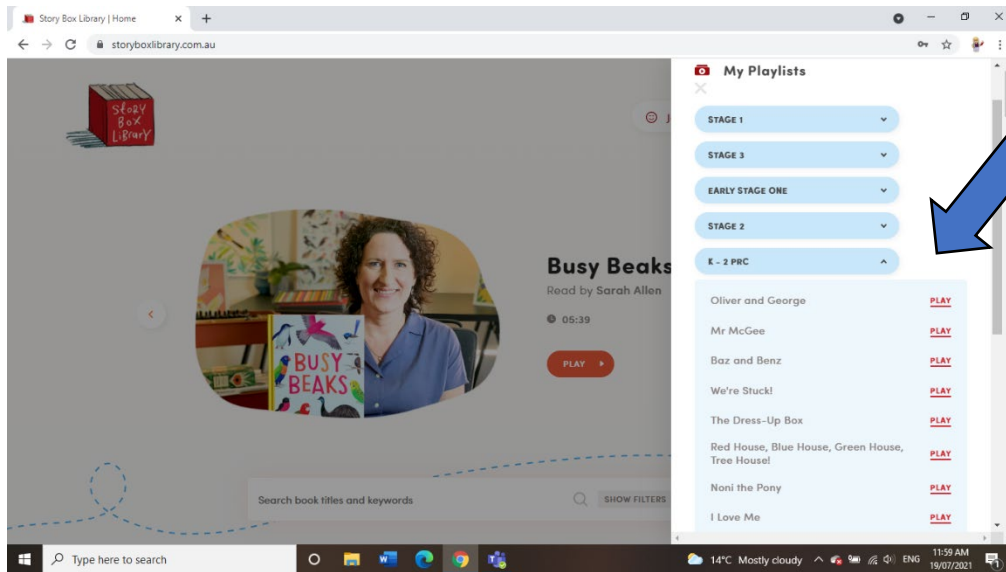 Story Box Library | Home
storyboxlibrary.com.au
StoRY
BoX
LiBRaRY
My Playlists
STAGE 1
STAGE 3
EARLY STAGE ONE
STAGE 2
K - 2 PRC
Oliver and George PLAY
Mr McGee PLAY
Baz and Benz PLAY
We're Stuck! PLAY
The Dress-Up Box PLAY
Red House, Blue House, Green House,
Tree House! PLAY
Noni the Pony PLAY
I Love Me PLAY
Busy Beaks
Read by Sarah Allen
05:39
PLAY
BUSY
BEAKS
Search book titles and keywords
SHOW FILTERS
Type here to search
14°C Mostly cloudy
ENG
11:59 AM
19/07/2021